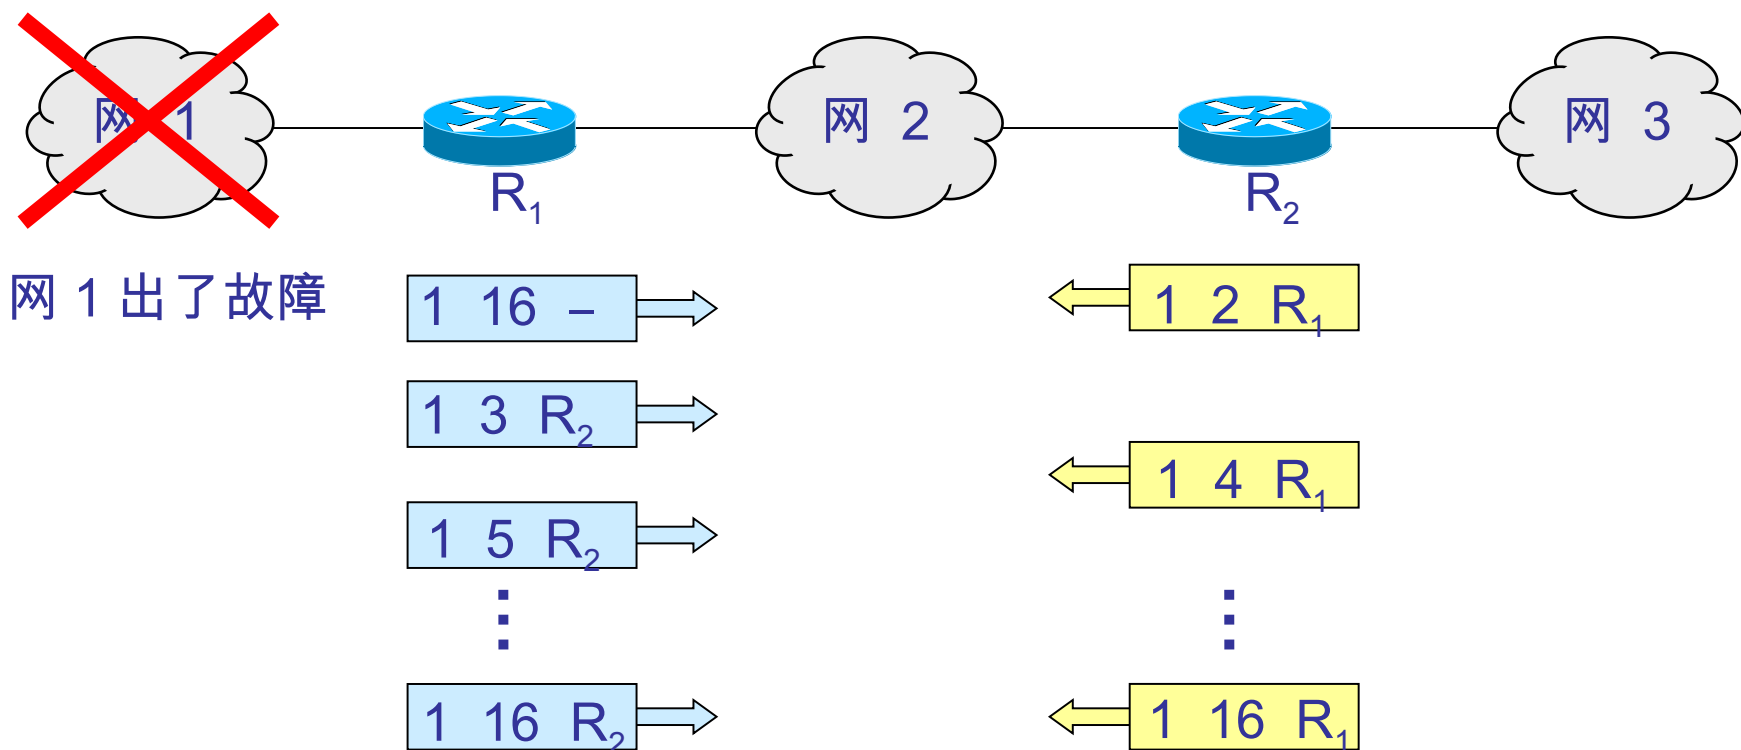 网 1
网 2
网 3
R₁
R₂
网 1 出了故障
1 16 –
1 2 R₁
1 3 R₂
1 4 R₁
1 5 R₂
1 16 R₂
1 16 R₁